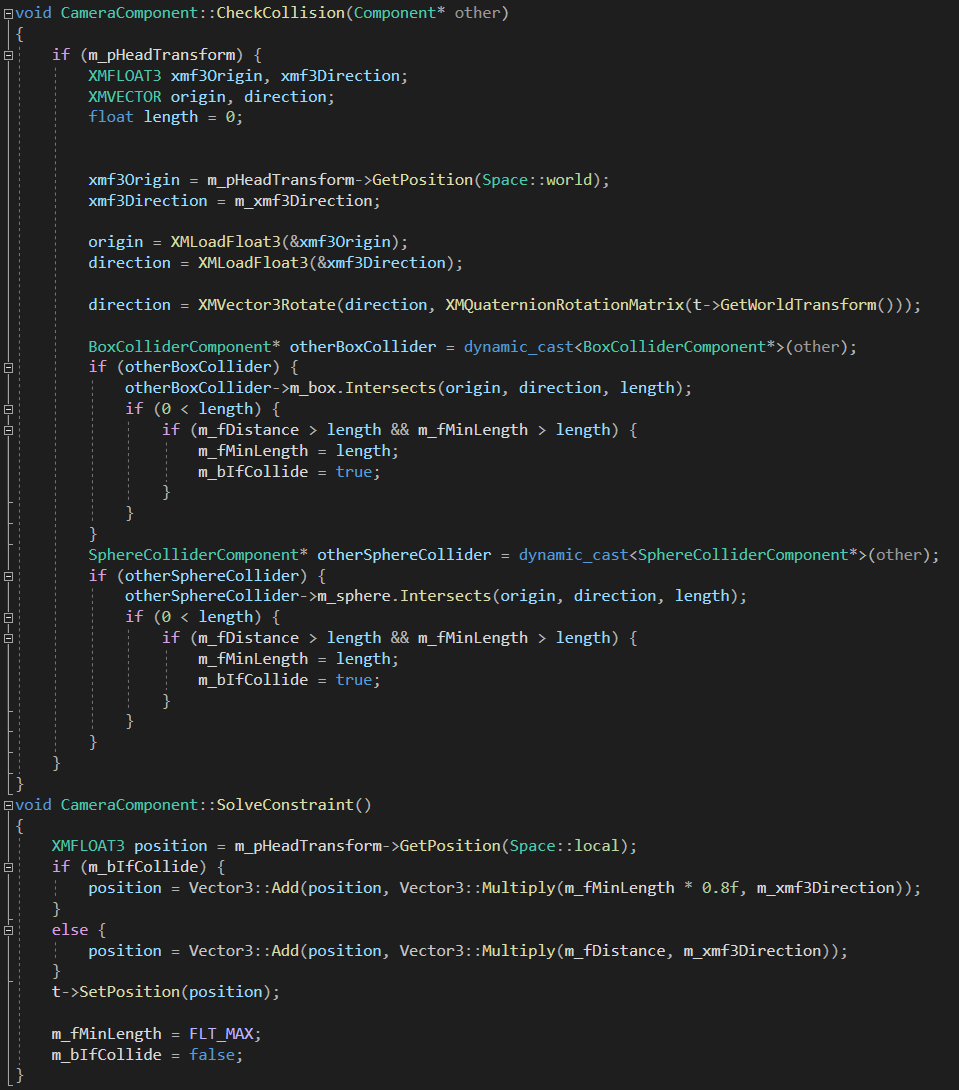 void CameraComponent::CheckCollision(Component* other)
{
    if (m_pHeadTransform) {
        XMFLOAT3 xmf3Origin, xmf3Direction;
        XMVECTOR origin, direction;
        float length = 0;


        xmf3Origin = m_pHeadTransform->GetPosition(Space::world);
        xmf3Direction = m_xmf3Direction;

        origin = XMLoadFloat3(&xmf3Origin);
        direction = XMLoadFloat3(&xmf3Direction);

        direction = XMVector3Rotate(direction, XMQuaternionRotationMatrix(t->GetWorldTransform()));

        BoxColliderComponent* otherBoxCollider = dynamic_cast<BoxColliderComponent*>(other);
        if (otherBoxCollider) {
            otherBoxCollider->m_box.Intersects(origin, direction, length);
            if (0 < length) {
                if (m_fDistance > length && m_fMinLength > length) {
                    m_fMinLength = length;
                    m_bIfCollide = true;
                }
            }
        }
        SphereColliderComponent* otherSphereCollider = dynamic_cast<SphereColliderComponent*>(other);
        if (otherSphereCollider) {
            otherSphereCollider->m_sphere.Intersects(origin, direction, length);
            if (0 < length) {
                if (m_fDistance > length && m_fMinLength > length) {
                    m_fMinLength = length;
                    m_bIfCollide = true;
                }
            }
        }
    }
}
void CameraComponent::SolveConstraint()
{
    XMFLOAT3 position = m_pHeadTransform->GetPosition(Space::local);
    if (m_bIfCollide) {
        position = Vector3::Add(position, Vector3::Multiply(m_fMinLength * 0.8f, m_xmf3Direction));
    }
    else {
        position = Vector3::Add(position, Vector3::Multiply(m_fDistance, m_xmf3Direction));
    }
    t->SetPosition(position);

    m_fMinLength = FLT_MAX;
    m_bIfCollide = false;
}